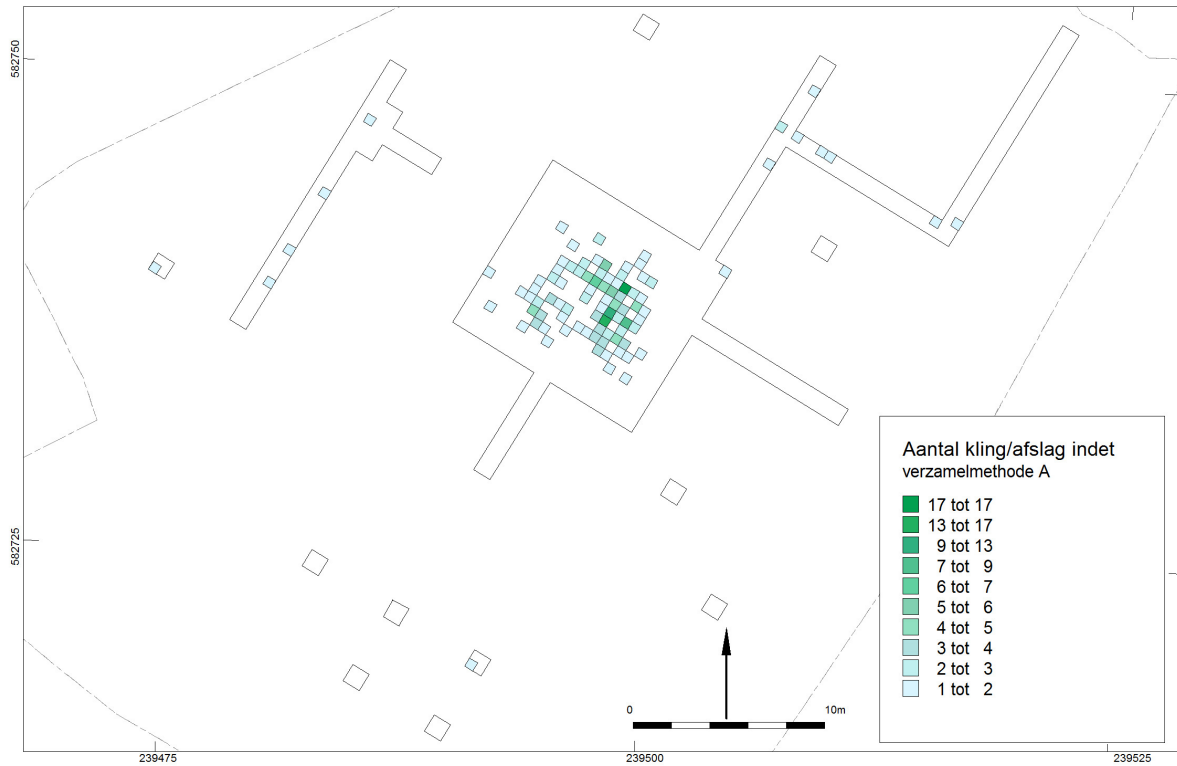 582750
582725
Aantal kling/afslag indet
verzamelmethode A
17 tot 17
13 tot 17
9 tot 13
7 tot 9
6 tot 7
5 tot 6
4 tot 5
3 tot 4
2 tot 3
1 tot 2
0 10m
239475 239500 239525